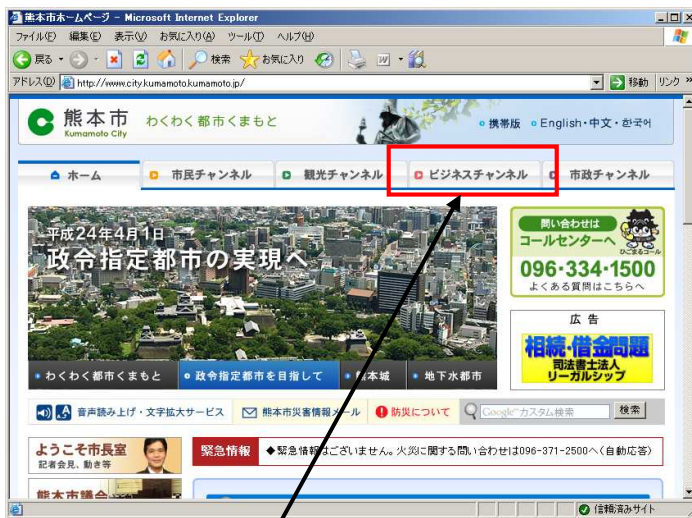 熊本市ホームページ - Microsoft Internet Explorer
ファイル(F) 編集(E) 表示(V) お気に入り(A) ツール(T) ヘルプ(H)
戻る 検索 お気に入り
アドレス(D) http://www.city.kumamoto.kumamoto.jp/ 移動 リンク »
熊本市 わくわく都市くまもと 携帯版 English・中文・한국어
Kumamoto City
ホーム 市民チャンネル 観光チャンネル ビジネスチャンネル 市政チャンネル
平成24年4月1日
政令指定都市の実現へ
問い合わせは
コールセンターへ
ひごまるコール
096・334・1500
よくある質問はこちらへ
広告
相続・借金問題
司法書士法人
リーガルシップ
わくわく都市くまもと 政令指定都市を目指して 熊本城 地下水都市
音声読み上げ・文字拡大サービス 熊本市災害情報メール 防災について Google™カスタム検索 検索
ようこそ市長室
記者会見、動き等
緊急情報 ◆緊急情報はございません。火災に関する問い合わせは096-371-2500へ(自動応答)
熊本市議会
信頼済みサイト